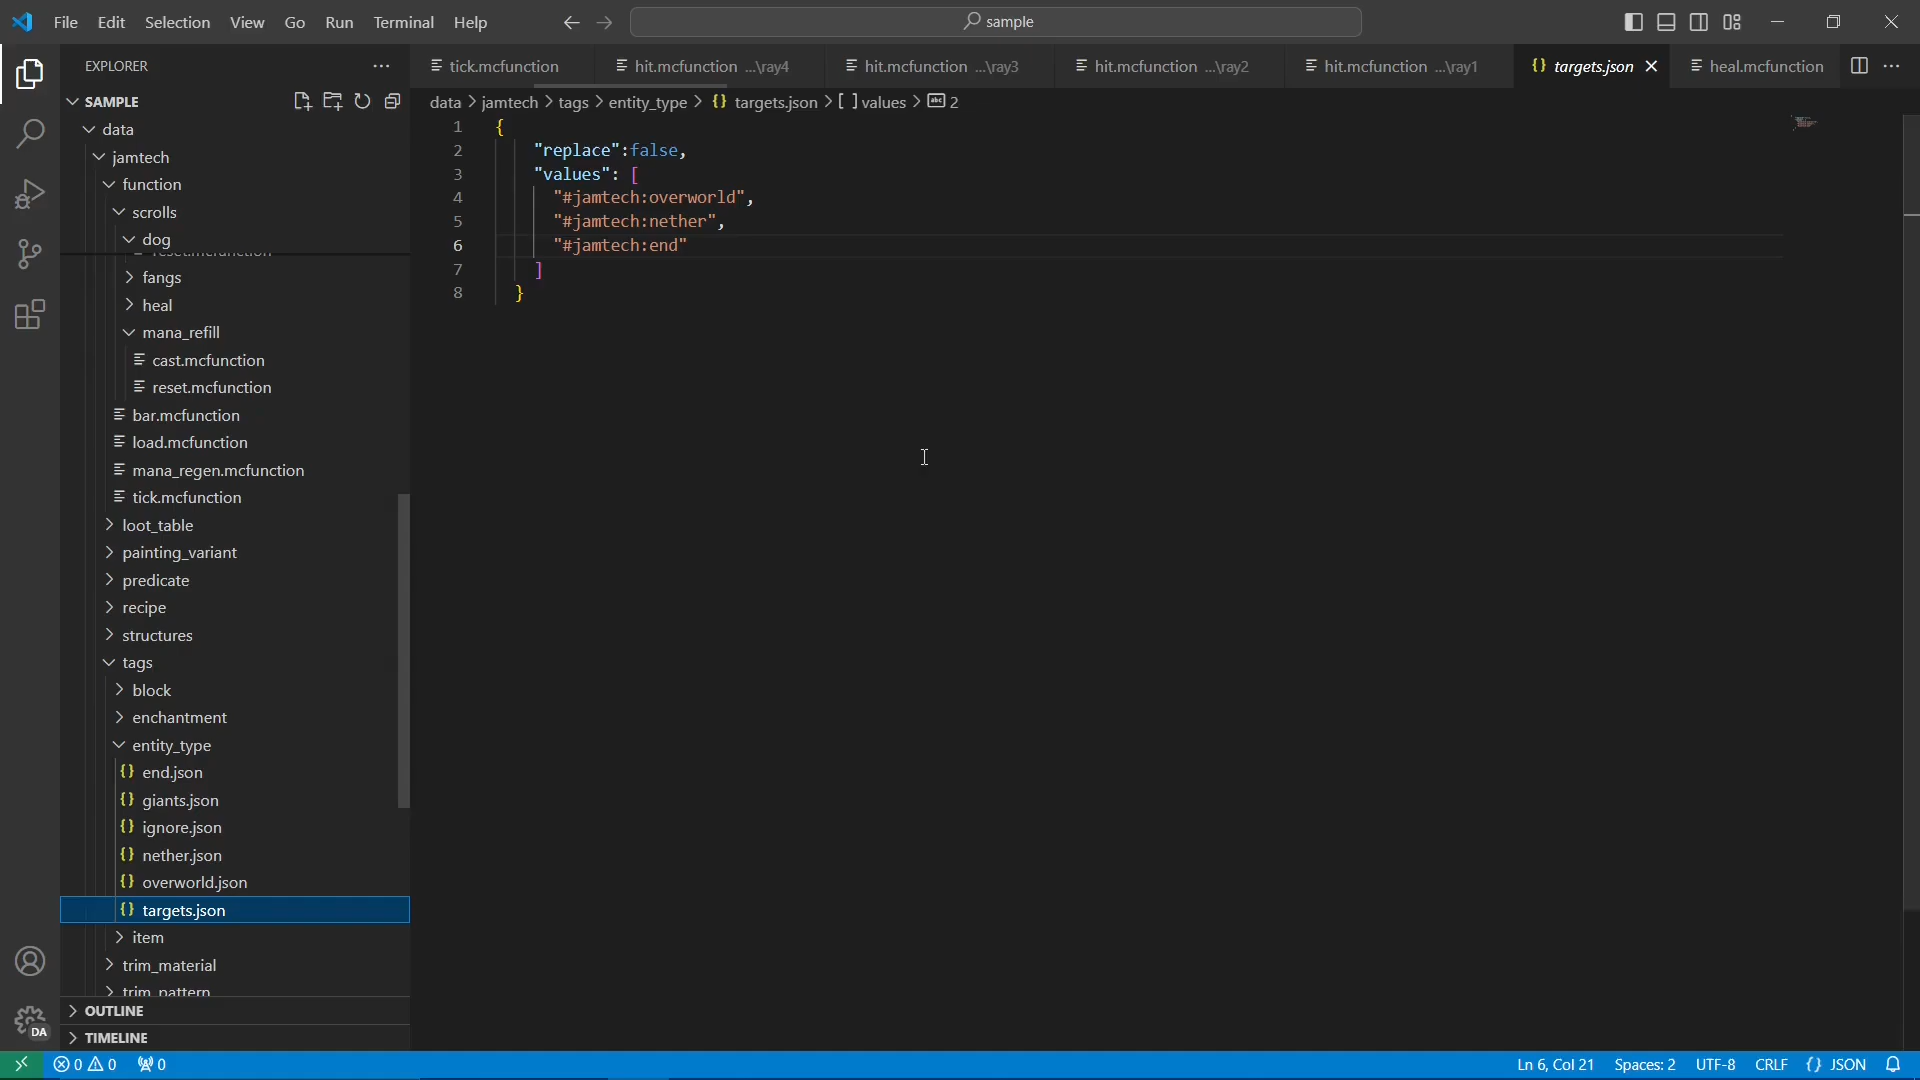 File Edit Selection View Go Run Terminal Help
sample
EXPLORER
SAMPLE
data
jamtech
function
scrolls
dog
reset.mcfunction
fangs
heal
mana_refill
cast.mcfunction
reset.mcfunction
bar.mcfunction
load.mcfunction
mana_regen.mcfunction
tick.mcfunction
loot_table
painting_variant
predicate
recipe
structures
tags
block
enchantment
entity_type
end.json
giants.json
ignore.json
nether.json
overworld.json
targets.json
item
trim_material
trim_pattern
OUTLINE
TIMELINE
tick.mcfunction hit.mcfunction ...\ray4 hit.mcfunction ...\ray3 hit.mcfunction ...\ray2 hit.mcfunction ...\ray1 {} targets.json heal.mcfunction
data > jamtech > tags > entity_type > {} targets.json > [ ] values > abc 2
1 {
2 "replace":false,
3 "values": [
4 "#jamtech:overworld",
5 "#jamtech:nether",
6 "#jamtech:end"
7 ]
8 }
DA
0 0 0 Ln 6, Col 21 Spaces: 2 UTF-8 CRLF {} JSON